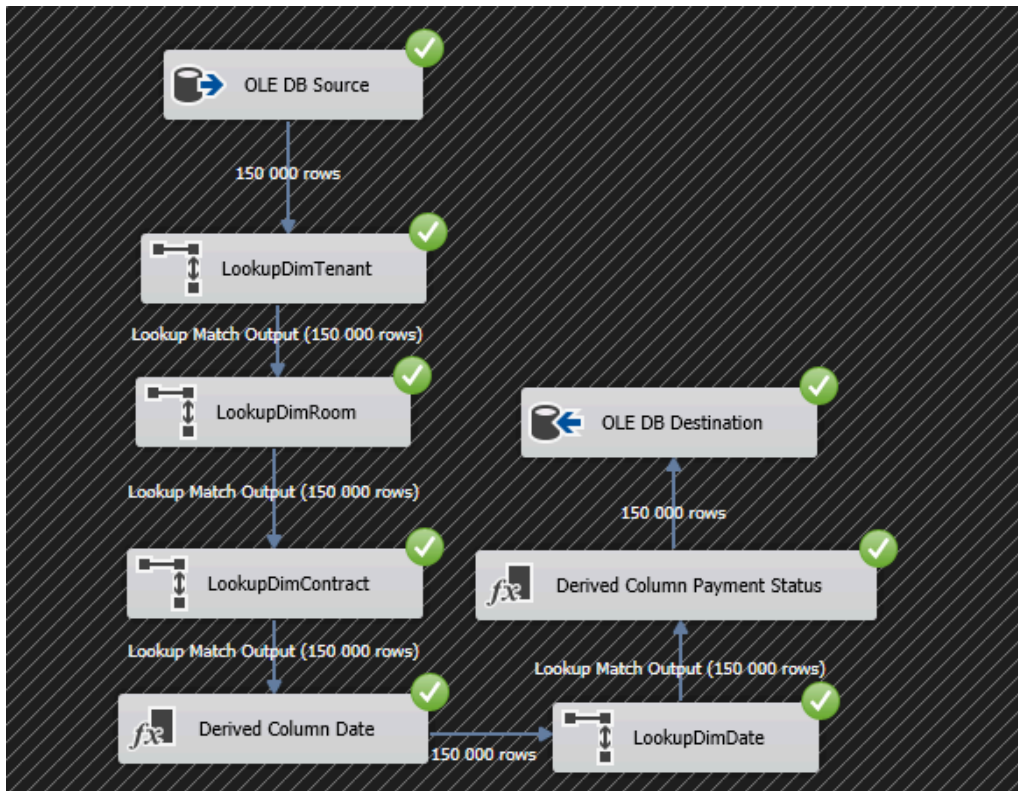 OLE DB Source
150 000 rows
LookupDimTenant
Lookup Match Output (150 000 rows)
LookupDimRoom
Lookup Match Output (150 000 rows)
LookupDimContract
Lookup Match Output (150 000 rows)
fx Derived Column Date
150 000 rows
LookupDimDate
Lookup Match Output (150 000 rows)
fx Derived Column Payment Status
150 000 rows
OLE DB Destination